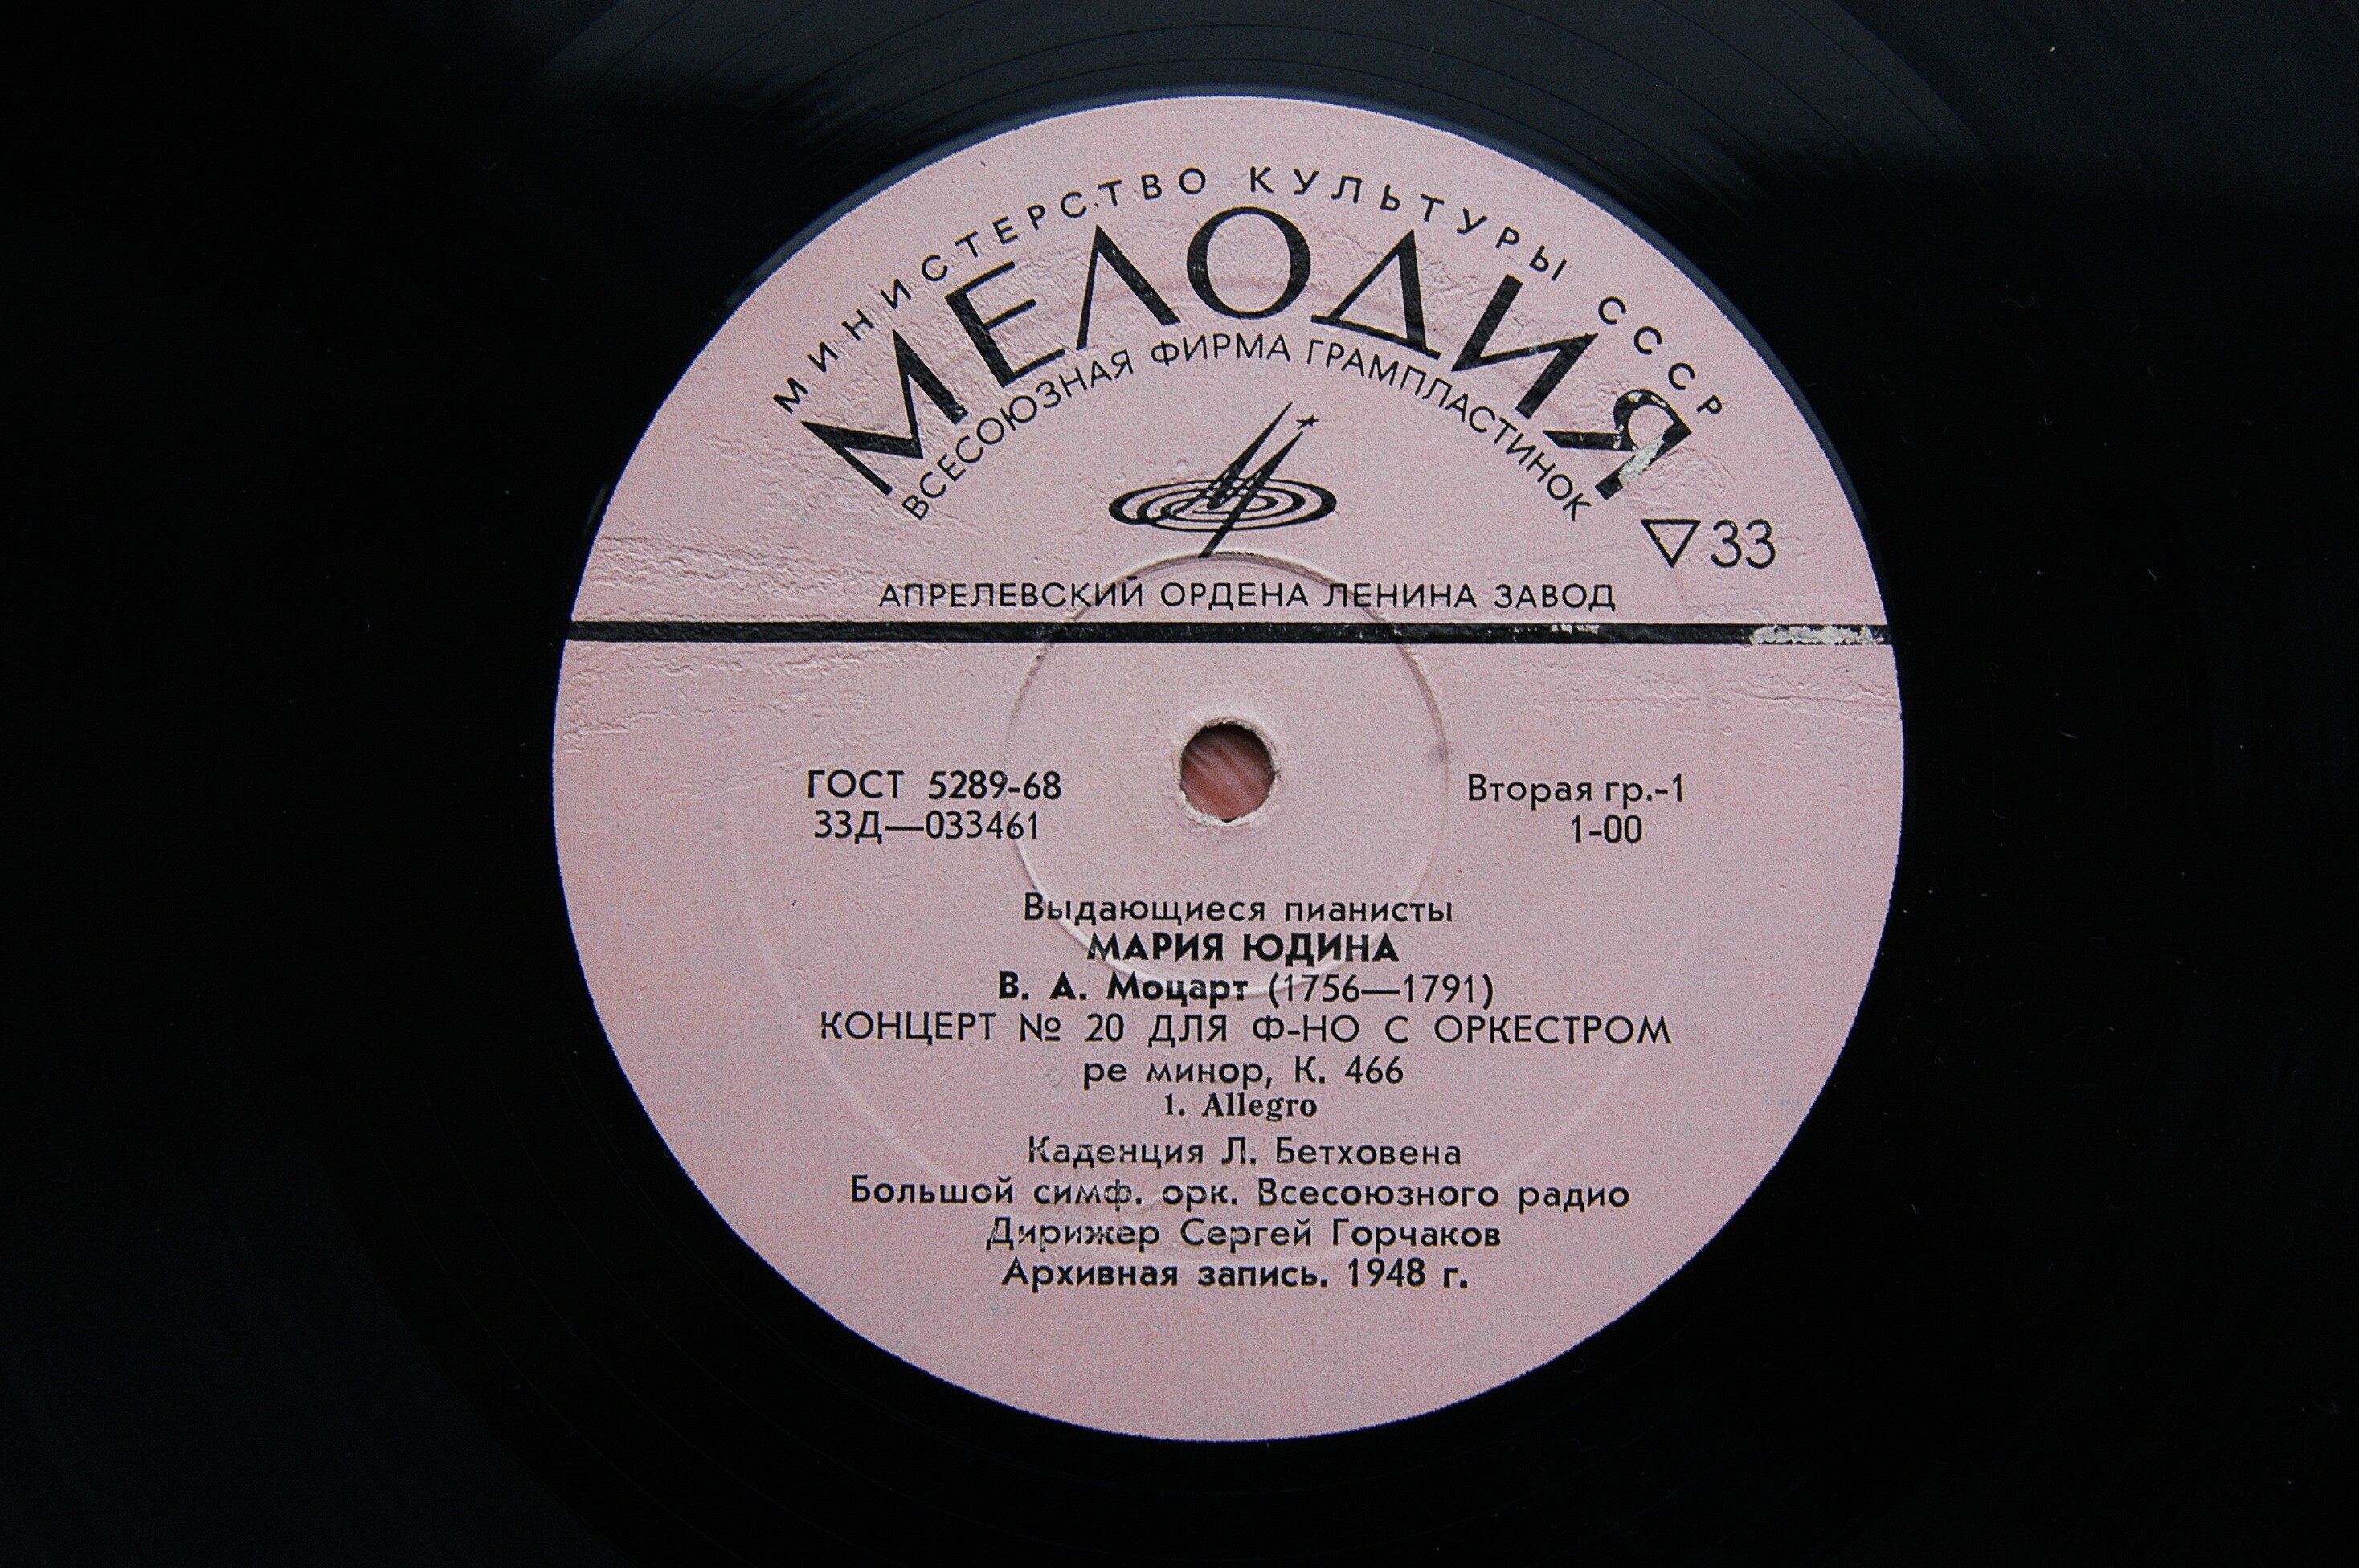 МИНИСТЕРСТВО КУЛЬТУРЫ СССР
МЕЛОДИЯ
ВСЕСОЮЗНАЯ ФИРМА ГРАМПЛАСТИНОК
▽33
АПРЕЛЕВСКИЙ ОРДЕНА ЛЕНИНА ЗАВОД
ГОСТ 5289-68
Вторая гр.-1
33Д—033461
1-00
Выдающиеся пианисты
МАРИЯ ЮДИНА
В. А. Моцарт (1756—1791)
КОНЦЕРТ № 20 ДЛЯ Ф-НО С ОРКЕСТРОМ
ре минор, К. 466
1. Allegro
Каденция Л. Бетховена
Большой симф. орк. Всесоюзного радио
Дирижер Сергей Горчаков
Архивная запись. 1948 г.